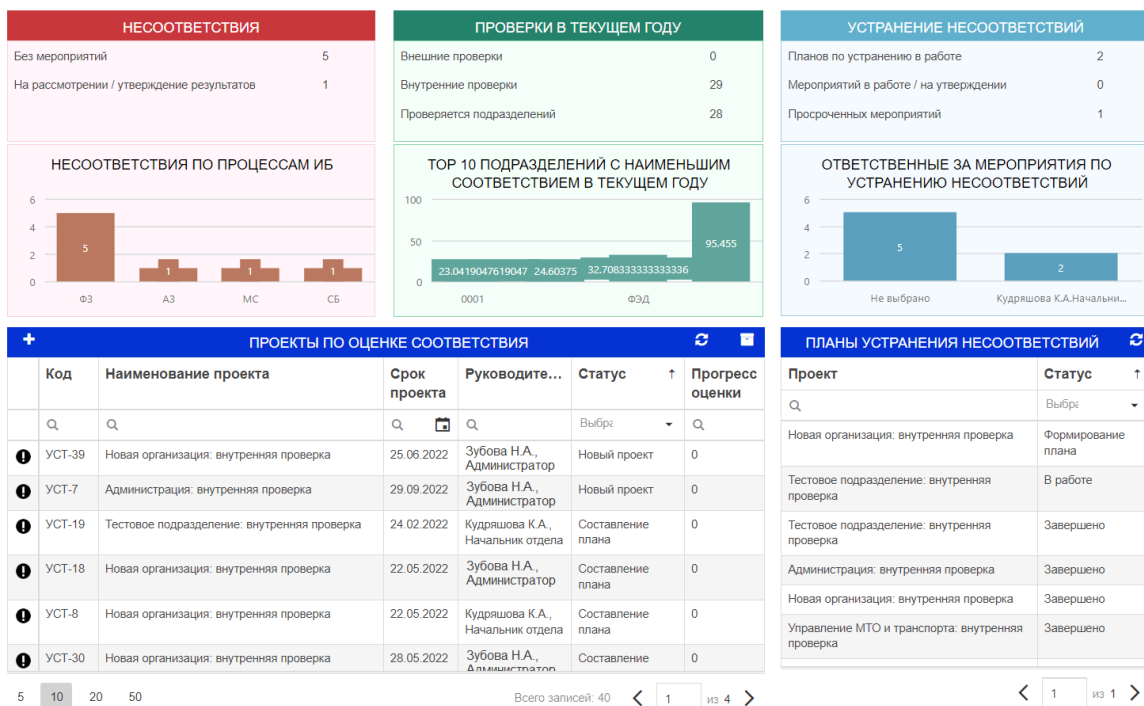 НЕСООТВЕТСТВИЯ
Без мероприятий 5
На рассмотрении / утверждение результатов 1
ПРОВЕРКИ В ТЕКУЩЕМ ГОДУ
Внешние проверки 0
Внутренние проверки 29
Проверяется подразделений 28
УСТРАНЕНИЕ НЕСООТВЕТСТВИЙ
Планов по устранению в работе 2
Мероприятий в работе / на утверждении 0
Просроченных мероприятий 1
НЕСООТВЕТСТВИЯ ПО ПРОЦЕССАМ ИБ
6
4
2
0
5 1 1 1
ФЗ АЗ МС СБ
TOP 10 ПОДРАЗДЕЛЕНИЙ С НАИМЕНЬШИМ
СООТВЕТСТВИЕМ В ТЕКУЩЕМ ГОДУ
100
50
0
23.0419047619047 24.60375 32.708333333333336 95.455
0001 ФЭД
ОТВЕТСТВЕННЫЕ ЗА МЕРОПРИЯТИЯ ПО
УСТРАНЕНИЮ НЕСООТВЕТСТВИЙ
6
4
2
0
5 2
Не выбрано Кудряшова К.А.Начальни...
ПРОЕКТЫ ПО ОЦЕНКЕ СООТВЕТСТВИЯ
Код Наименование проекта Срок проекта Руководите... Статус ↑ Прогресс оценки
Выбра
УСТ-39 Новая организация: внутренняя проверка 25.06.2022 Зубова Н.А., Администратор Новый проект 0
УСТ-7 Администрация: внутренняя проверка 29.09.2022 Зубова Н.А., Администратор Новый проект 0
УСТ-19 Тестовое подразделение: внутренняя проверка 24.02.2022 Кудряшова К.А., Начальник отдела Составление плана 0
УСТ-18 Новая организация: внутренняя проверка 22.05.2022 Зубова Н.А., Администратор Составление плана 0
УСТ-8 Новая организация: внутренняя проверка 22.05.2022 Кудряшова К.А., Начальник отдела Составление плана 0
УСТ-30 Новая организация: внутренняя проверка 28.05.2022 Зубова Н.А., Администратор Составление 0
5 10 20 50 Всего записей: 40 1 из 4
ПЛАНЫ УСТРАНЕНИЯ НЕСООТВЕТСТВИЙ
Проект Статус ↑
Выбра
Новая организация: внутренняя проверка Формирование плана
Тестовое подразделение: внутренняя проверка В работе
Тестовое подразделение: внутренняя проверка Завершено
Администрация: внутренняя проверка Завершено
Новая организация: внутренняя проверка Завершено
Управление МТО и транспорта: внутренняя проверка Завершено
1 из 1